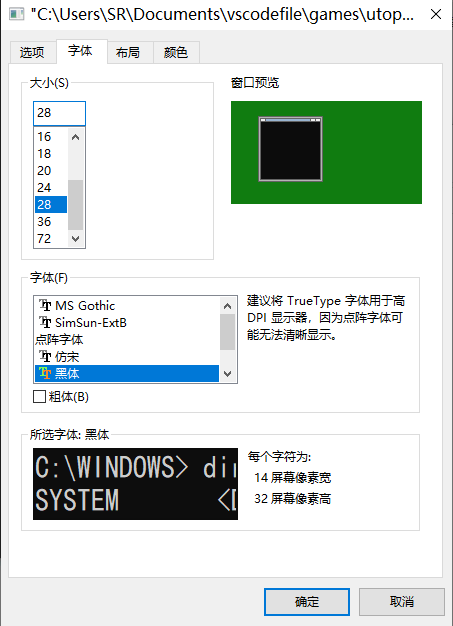 "C:\Users\SR\Documents\vscodefile\games\utop...
选项
字体
布局
颜色
大小(S)
28
16
18
20
24
28
36
72
窗口预览
字体(F)
MS Gothic
SimSun-ExtB
点阵字体
仿宋
黑体
建议将 TrueType 字体用于高
DPI 显示器，因为点阵字体可
能无法清晰显示。
粗体(B)
所选字体: 黑体
C:\WINDOWS> dir
SYSTEM <D
每个字符为:
14 屏幕像素宽
32 屏幕像素高
确定
取消